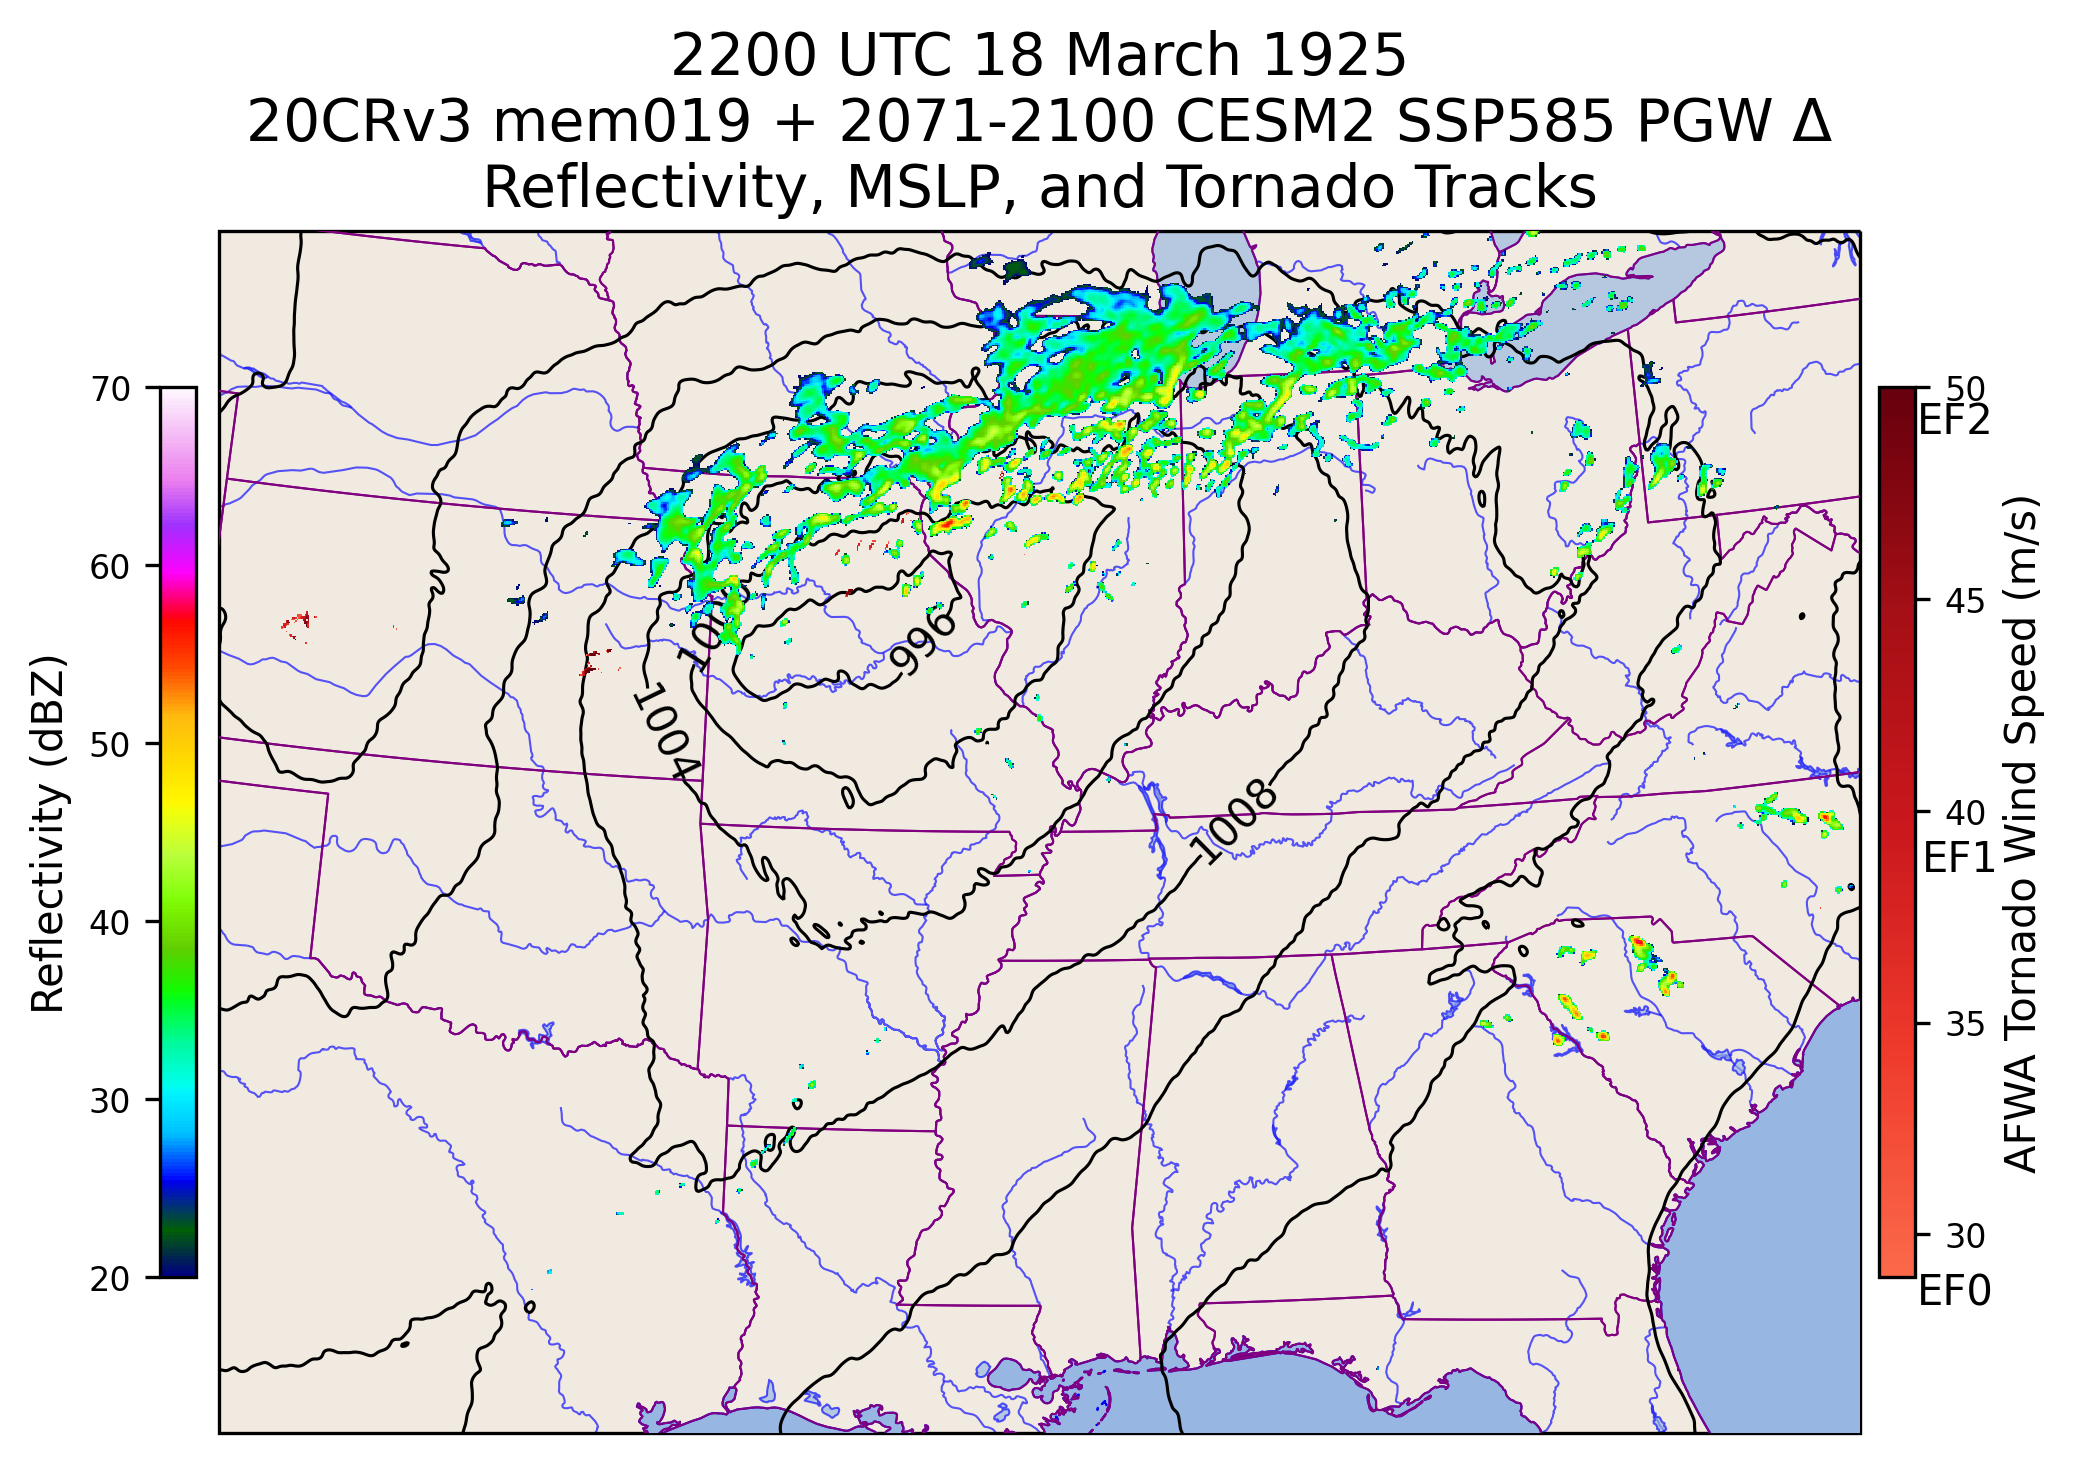 2200 UTC 18 March 1925
20CRv3 mem019 + 2071-2100 CESM2 SSP585 PGW Δ
Reflectivity, MSLP, and Tornado Tracks
Reflectivity (dBZ)
70
60
50
40
30
20
996
1004
1008
50
EF2
45
40
EF1
35
30
EF0
AFWA Tornado Wind Speed (m/s)